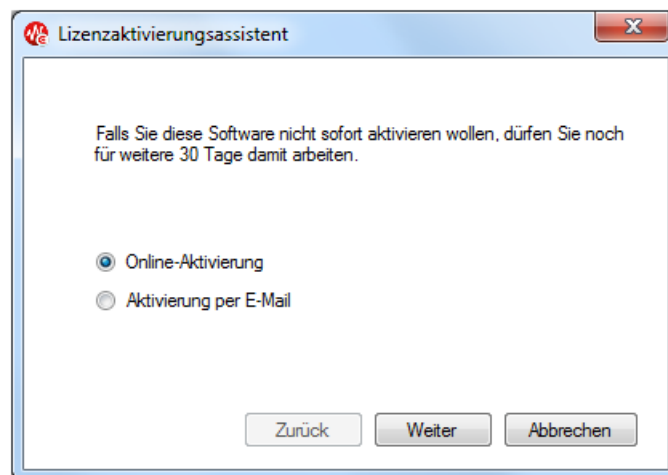 Lizenzaktivierungsassistent
Falls Sie diese Software nicht sofort aktivieren wollen, dürfen Sie noch
für weitere 30 Tage damit arbeiten.
Online-Aktivierung
Aktivierung per E-Mail
Zurück Weiter Abbrechen